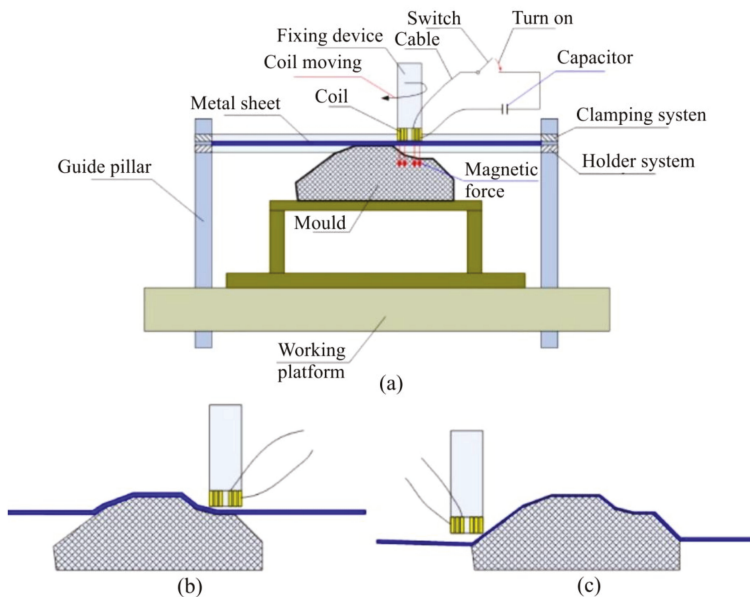 Switch
Turn on
Fixing device
Cable
Coil moving
Capacitor
Coil
Metal sheet
Clamping systen
Guide pillar
Holder system
Magnetic
force
Mould
Working
platform
(a)
(b)
(c)